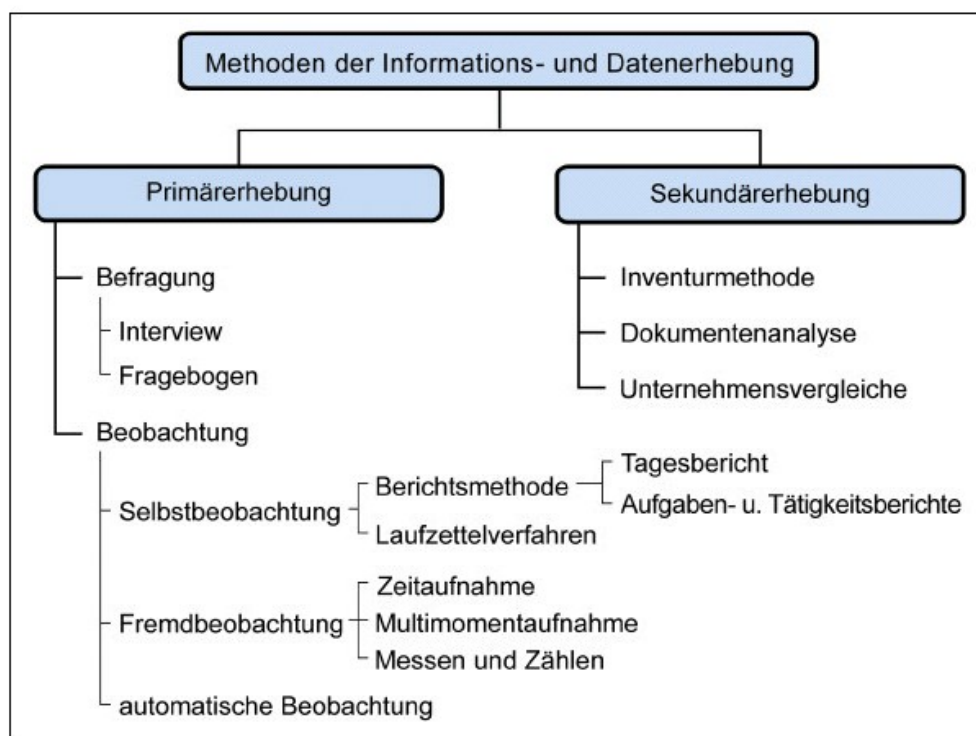 Methoden der Informations- und Datenerhebung
Primärerhebung
Befragung
Interview
Fragebogen
Beobachtung
Selbstbeobachtung
Berichtsmethode
Tagesbericht
Aufgaben- u. Tätigkeitsberichte
Laufzettelverfahren
Fremdbeobachtung
Zeitaufnahme
Multimomentaufnahme
Messen und Zählen
automatische Beobachtung
Sekundärerhebung
Inventurmethode
Dokumentenanalyse
Unternehmensvergleiche